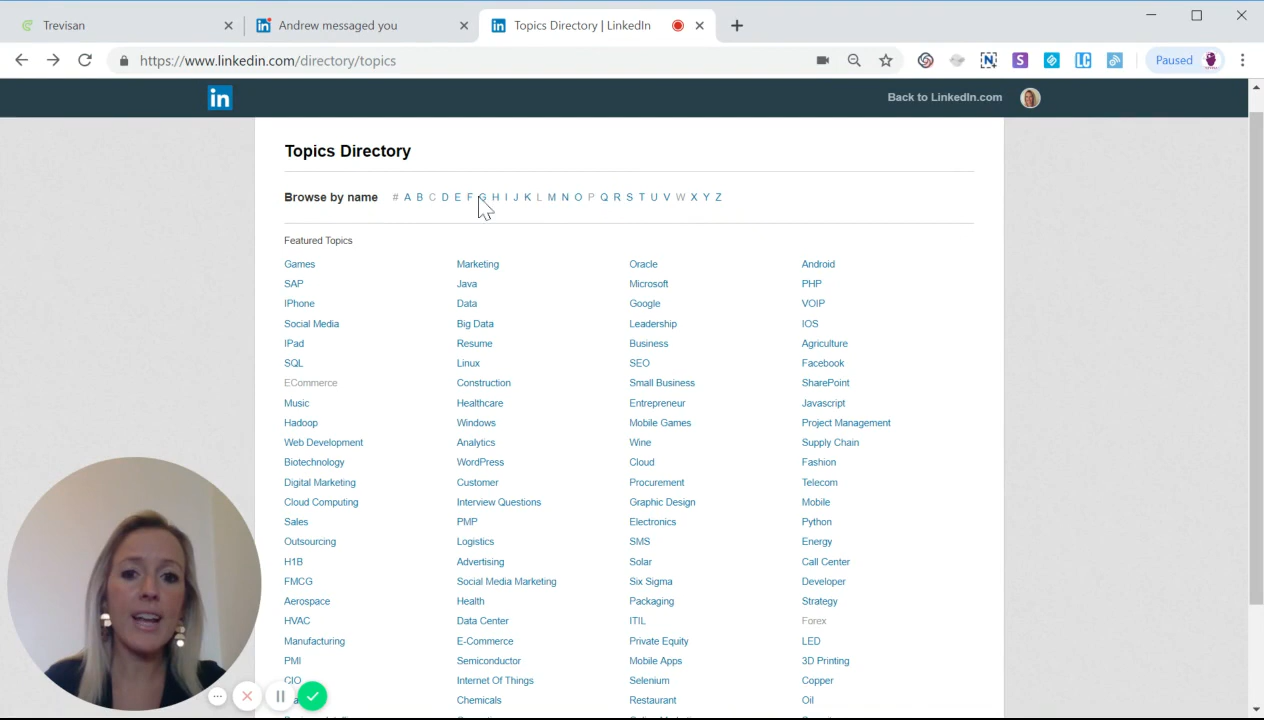 Trevisan
Andrew messaged you
Topics Directory | LinkedIn
https://www.linkedin.com/directory/topics
N
S
LC
Paused
in
Back to LinkedIn.com
Topics Directory
Browse by name # A B C D E F G H I J K L M N O P Q R S T U V W X Y Z
Featured Topics
Games Marketing Oracle Android
SAP Java Microsoft PHP
IPhone Data Google VOIP
Social Media Big Data Leadership IOS
IPad Resume Business Agriculture
SQL Linux SEO Facebook
ECommerce Construction Small Business SharePoint
Music Healthcare Entrepreneur Javascript
Hadoop Windows Mobile Games Project Management
Web Development Analytics Wine Supply Chain
Biotechnology WordPress Cloud Fashion
Digital Marketing Customer Procurement Telecom
Cloud Computing Interview Questions Graphic Design Mobile
Sales PMP Electronics Python
Outsourcing Logistics SMS Energy
H1B Advertising Solar Call Center
FMCG Social Media Marketing Six Sigma Developer
Aerospace Health Packaging Strategy
HVAC Data Center ITIL Forex
Manufacturing E-Commerce Private Equity LED
PMI Semiconductor Mobile Apps 3D Printing
CIO Internet Of Things Selenium Copper
Chemicals Restaurant Oil